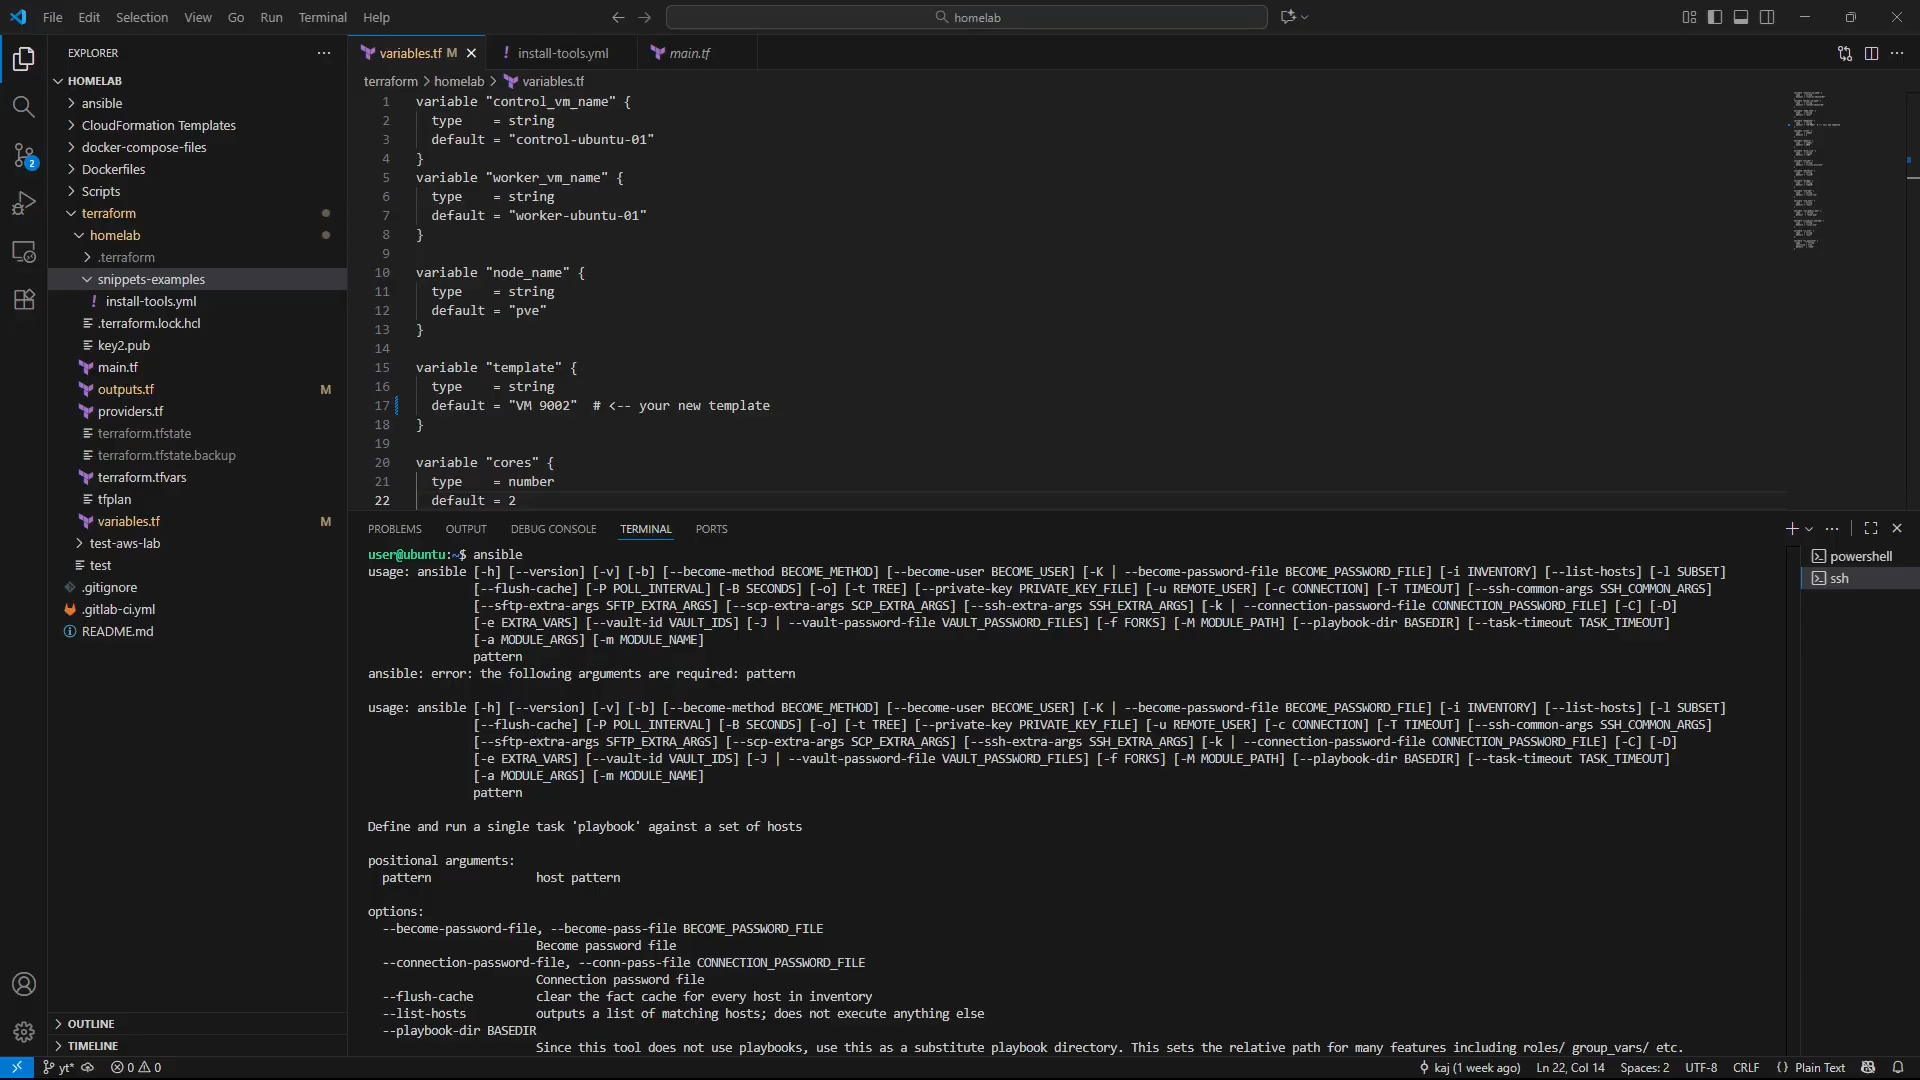 File Edit Selection View Go Run Terminal Help
homelab
EXPLORER
HOMELAB
ansible
CloudFormation Templates
docker-compose-files
Dockerfiles
Scripts
terraform
homelab
.terraform
snippets-examples
! install-tools.yml
.terraform.lock.hcl
key2.pub
main.tf
outputs.tf M
providers.tf
terraform.tfstate
terraform.tfstate.backup
terraform.tfvars
tfplan
variables.tf M
test-aws-lab
test
.gitignore
.gitlab-ci.yml
README.md
OUTLINE
TIMELINE
2
variables.tf M
! install-tools.yml
main.tf
terraform > homelab > variables.tf
1 variable "control_vm_name" {
2 type = string
3 default = "control-ubuntu-01"
4 }
5 variable "worker_vm_name" {
6 type = string
7 default = "worker-ubuntu-01"
8 }
9
10 variable "node_name" {
11 type = string
12 default = "pve"
13 }
14
15 variable "template" {
16 type = string
17 default = "VM 9002" # <-- your new template
18 }
19
20 variable "cores" {
21 type = number
22 default = 2
PROBLEMS OUTPUT DEBUG CONSOLE TERMINAL PORTS
powershell
ssh
user@ubuntu:~$ ansible
usage: ansible [-h] [--version] [-v] [-b] [--become-method BECOME_METHOD] [--become-user BECOME_USER] [-K | --become-password-file BECOME_PASSWORD_FILE] [-i INVENTORY] [--list-hosts] [-l SUBSET]
[--flush-cache] [-P POLL_INTERVAL] [-B SECONDS] [-o] [-t TREE] [--private-key PRIVATE_KEY_FILE] [-u REMOTE_USER] [-c CONNECTION] [-T TIMEOUT] [--ssh-common-args SSH_COMMON_ARGS]
[--sftp-extra-args SFTP_EXTRA_ARGS] [--scp-extra-args SCP_EXTRA_ARGS] [--ssh-extra-args SSH_EXTRA_ARGS] [-k | --connection-password-file CONNECTION_PASSWORD_FILE] [-C] [-D]
[-e EXTRA_VARS] [--vault-id VAULT_IDS] [-J | --vault-password-file VAULT_PASSWORD_FILES] [-f FORKS] [-M MODULE_PATH] [--playbook-dir BASEDIR] [--task-timeout TASK_TIMEOUT]
[-a MODULE_ARGS] [-m MODULE_NAME]
pattern
ansible: error: the following arguments are required: pattern
usage: ansible [-h] [--version] [-v] [-b] [--become-method BECOME_METHOD] [--become-user BECOME_USER] [-K | --become-password-file BECOME_PASSWORD_FILE] [-i INVENTORY] [--list-hosts] [-l SUBSET]
[--flush-cache] [-P POLL_INTERVAL] [-B SECONDS] [-o] [-t TREE] [--private-key PRIVATE_KEY_FILE] [-u REMOTE_USER] [-c CONNECTION] [-T TIMEOUT] [--ssh-common-args SSH_COMMON_ARGS]
[--sftp-extra-args SFTP_EXTRA_ARGS] [--scp-extra-args SCP_EXTRA_ARGS] [--ssh-extra-args SSH_EXTRA_ARGS] [-k | --connection-password-file CONNECTION_PASSWORD_FILE] [-C] [-D]
[-e EXTRA_VARS] [--vault-id VAULT_IDS] [-J | --vault-password-file VAULT_PASSWORD_FILES] [-f FORKS] [-M MODULE_PATH] [--playbook-dir BASEDIR] [--task-timeout TASK_TIMEOUT]
[-a MODULE_ARGS] [-m MODULE_NAME]
pattern
Define and run a single task 'playbook' against a set of hosts
positional arguments:
pattern host pattern
options:
--become-password-file, --become-pass-file BECOME_PASSWORD_FILE
Become password file
--connection-password-file, --conn-pass-file CONNECTION_PASSWORD_FILE
Connection password file
--flush-cache clear the fact cache for every host in inventory
--list-hosts outputs a list of matching hosts; does not execute anything else
--playbook-dir BASEDIR
Since this tool does not use playbooks, use this as a substitute playbook directory. This sets the relative path for many features including roles/ group_vars/ etc.
yt* 0 0 kaj (1 week ago) Ln 22, Col 14 Spaces: 2 UTF-8 CRLF {} Plain Text